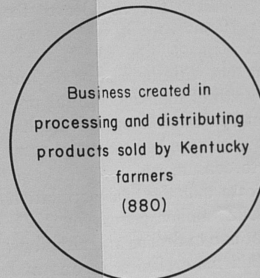 Business created in
processing and distributing
products sold by Kentucky
farmers
(880)